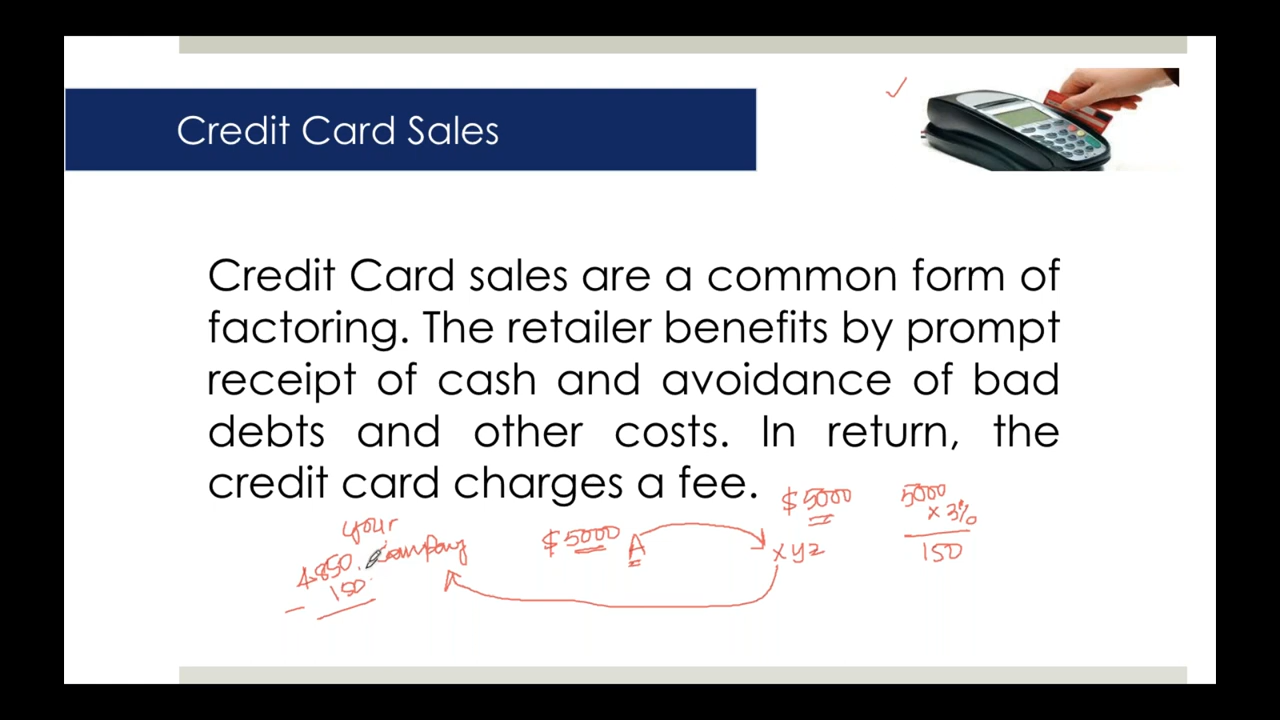 Credit Card Sales
Credit Card sales are a common form of
factoring. The retailer benefits by prompt
receipt of cash and avoidance of bad
debts and other costs. In return, the
credit card charges a fee.
$5000
5000
x 3%
150
your
company
$5000 A
xyz
4850.
150.